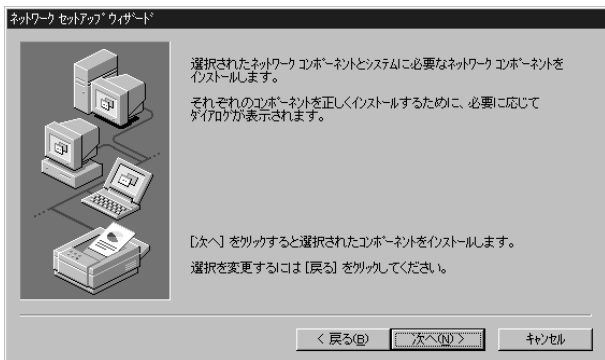 ネットワーク セットアップ ウィザード
選択されたネットワーク コンポーネントとシステムに必要なネットワーク コンポーネントを
インストールします。
それぞれのコンポーネントを正しくインストールするために、必要に応じて
ダイアログが表示されます。
[次へ] をクリックすると選択されたコンポーネントをインストールします。
選択を変更するには [戻る] をクリックしてください。
< 戻る(B) 次へ(N) > キャンセル